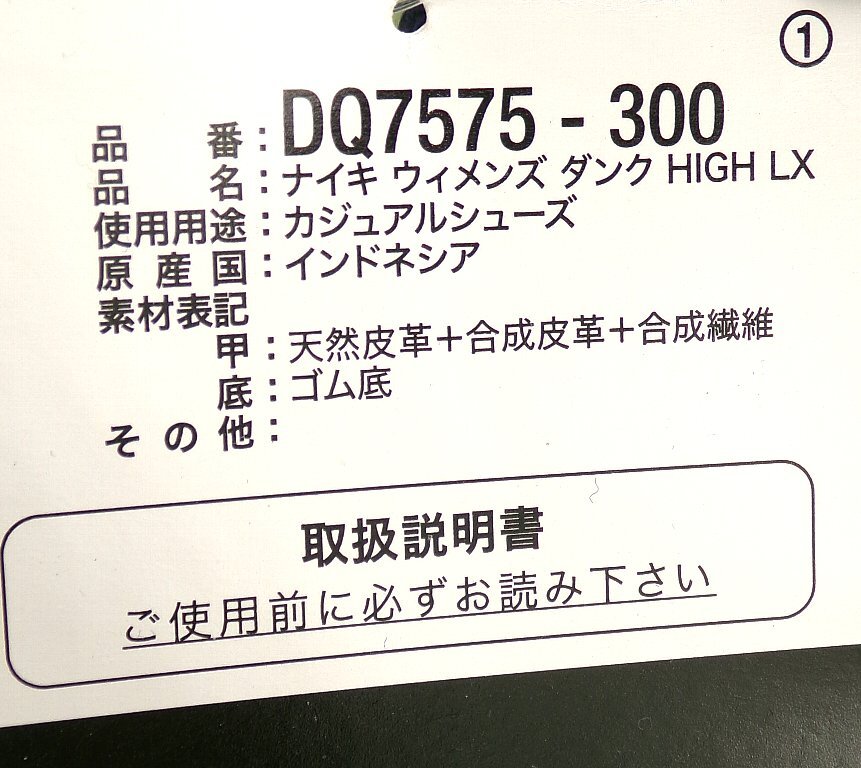 ①
品番：DQ7575-300
品名：ナイキ ウィメンズ ダンク HIGH LX
使用用途：カジュアルシューズ
原産国：インドネシア
素材表記
甲：天然皮革＋合成皮革＋合成繊維
底：ゴム底
その他：
取扱説明書
ご使用前に必ずお読み下さい